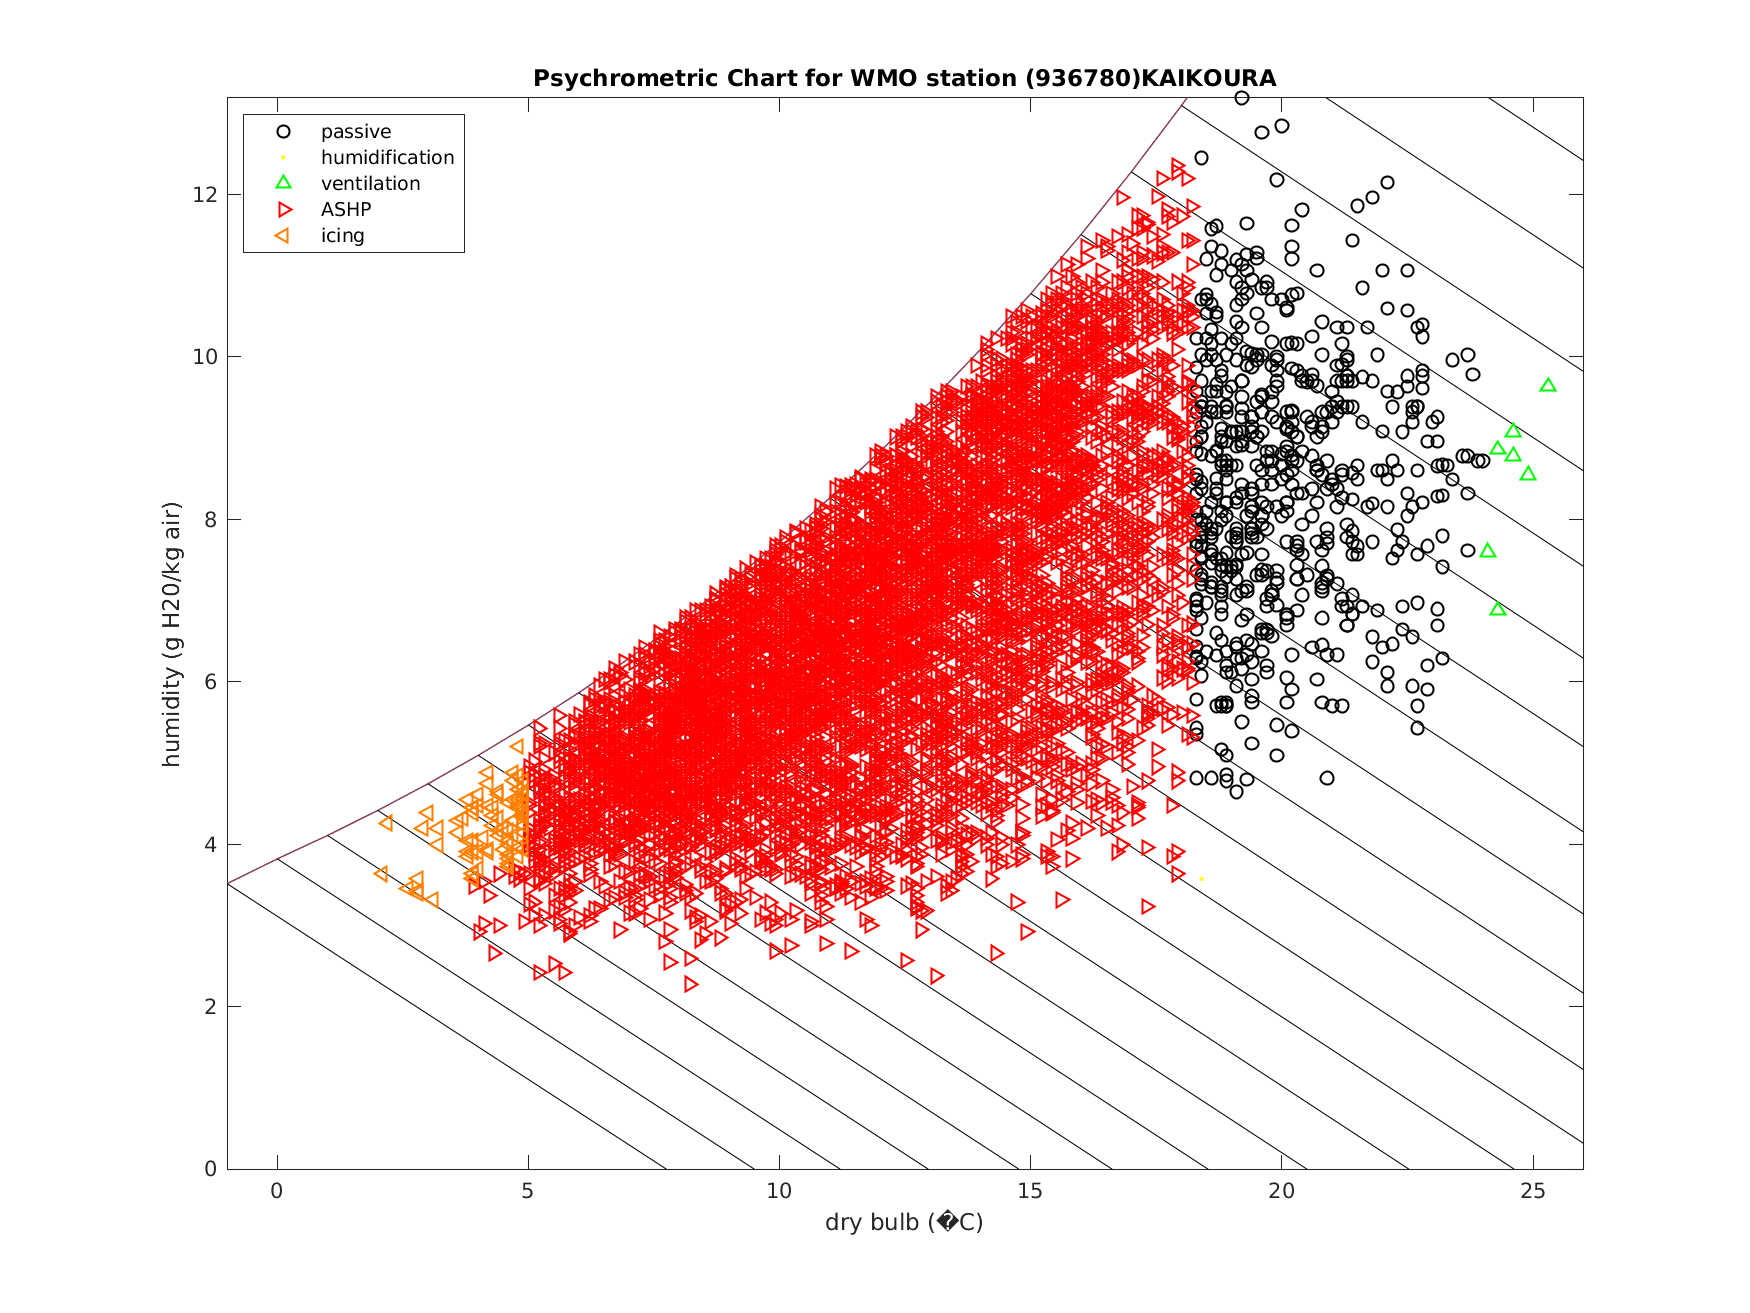 Psychrometric Chart for WMO station (936780)KAIKOURA
passive
humidification
ventilation
ASHP
icing
humidity (g H20/kg air)
12
10
8
6
4
2
0
0 5 10 15 20 25
dry bulb (�C)